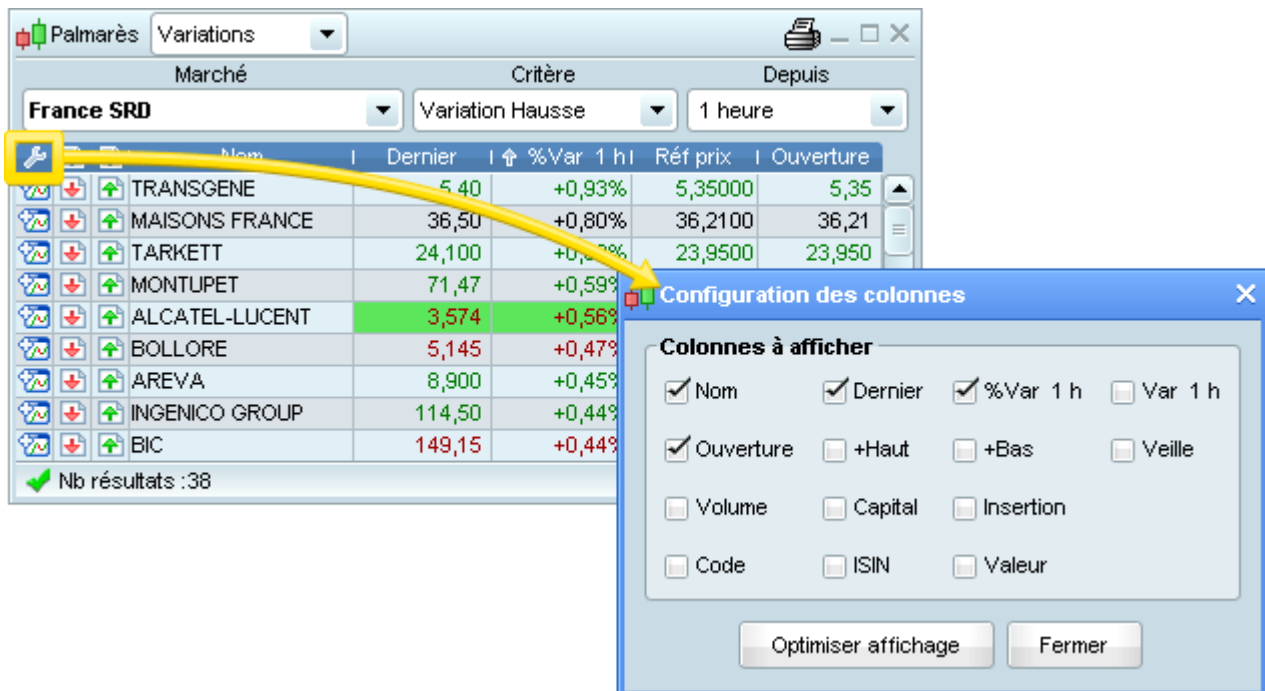 Palmarès Variations
Marché Critère Depuis
France SRD Variation Hausse 1 heure
Nom Dernier %Var 1 h Réf prix Ouverture
TRANSGENE 5,40 +0,93% 5,35000 5,35
MAISONS FRANCE 36,50 +0,80% 36,2100 36,21
TARKETT 24,100 23,9500 23,950
MONTUPET 71,47 +0,59%
ALCATEL-LUCENT 3,574 +0,56%
BOLLORE 5,145 +0,47%
AREVA 8,900 +0,45%
INGENICO GROUP 114,50 +0,44%
BIC 149,15 +0,44%
Nb résultats :38
Configuration des colonnes
Colonnes à afficher
Nom Dernier %Var 1 h Var 1 h
Ouverture +Haut +Bas Veille
Volume Capital Insertion
Code ISIN Valeur
Optimiser affichage Fermer